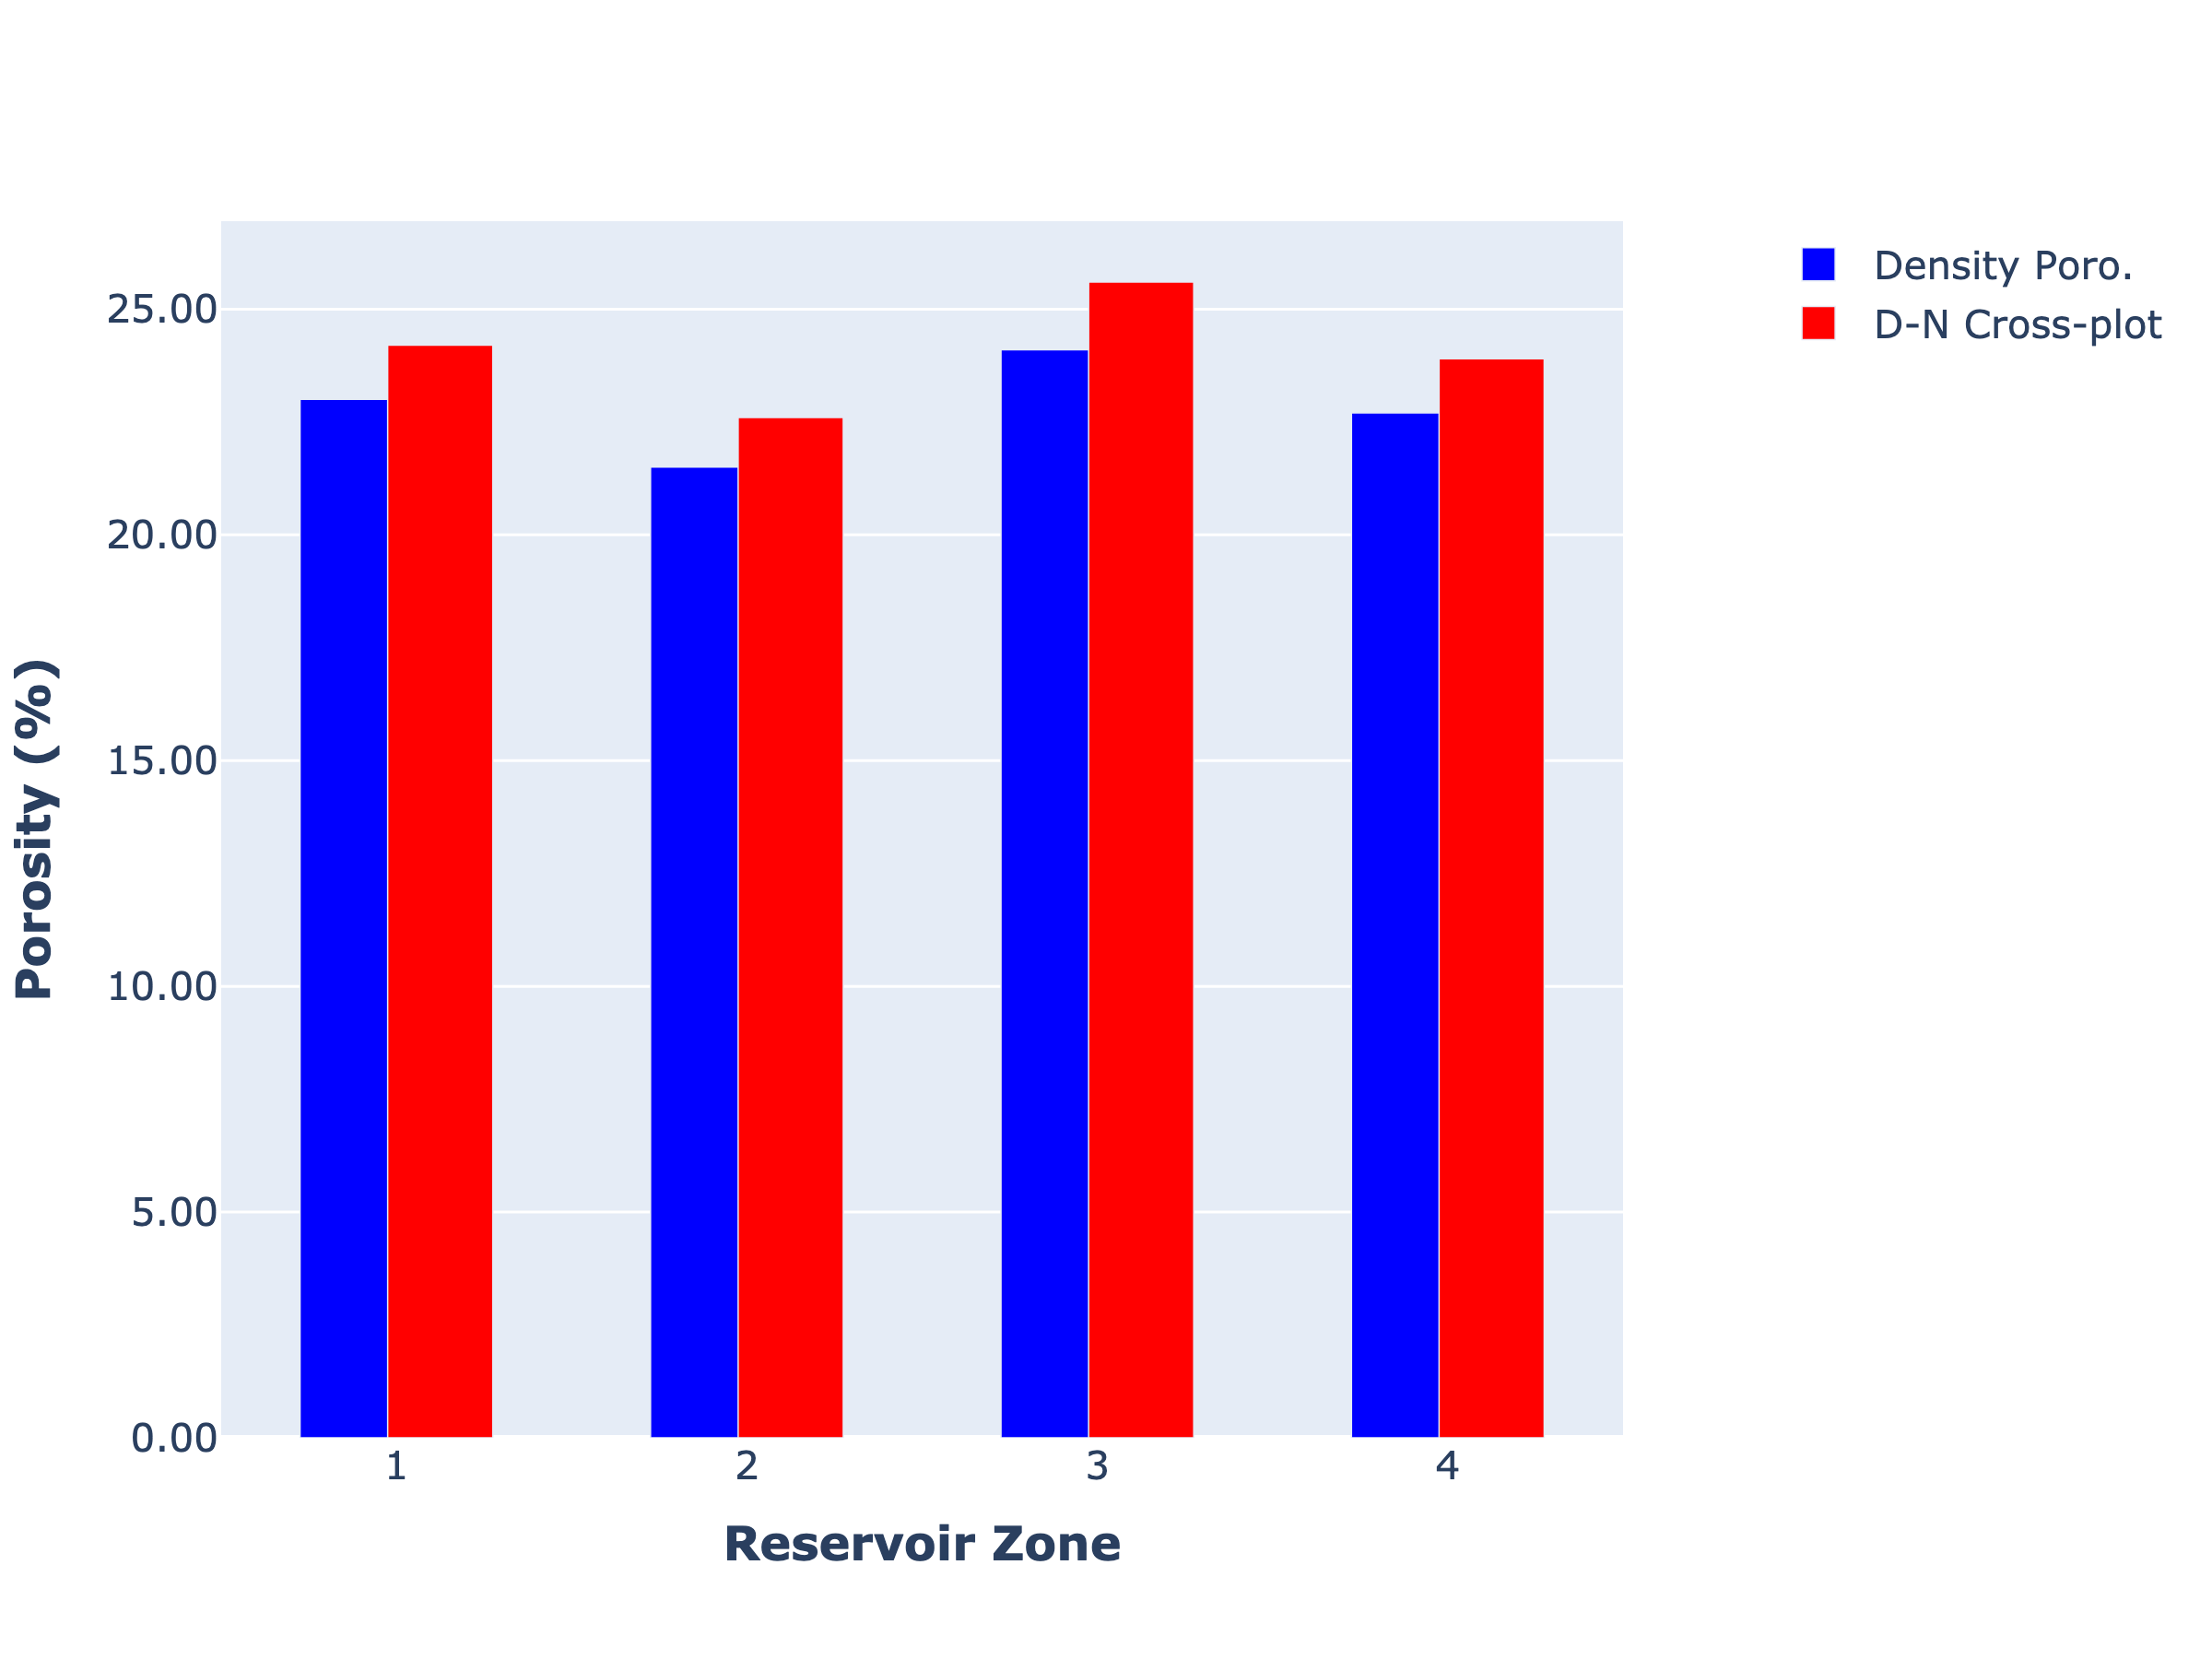 Density Poro.
D-N Cross-plot
Porosity (%)
25.00
20.00
15.00
10.00
5.00
0.00
1 2 3 4
Reservoir Zone